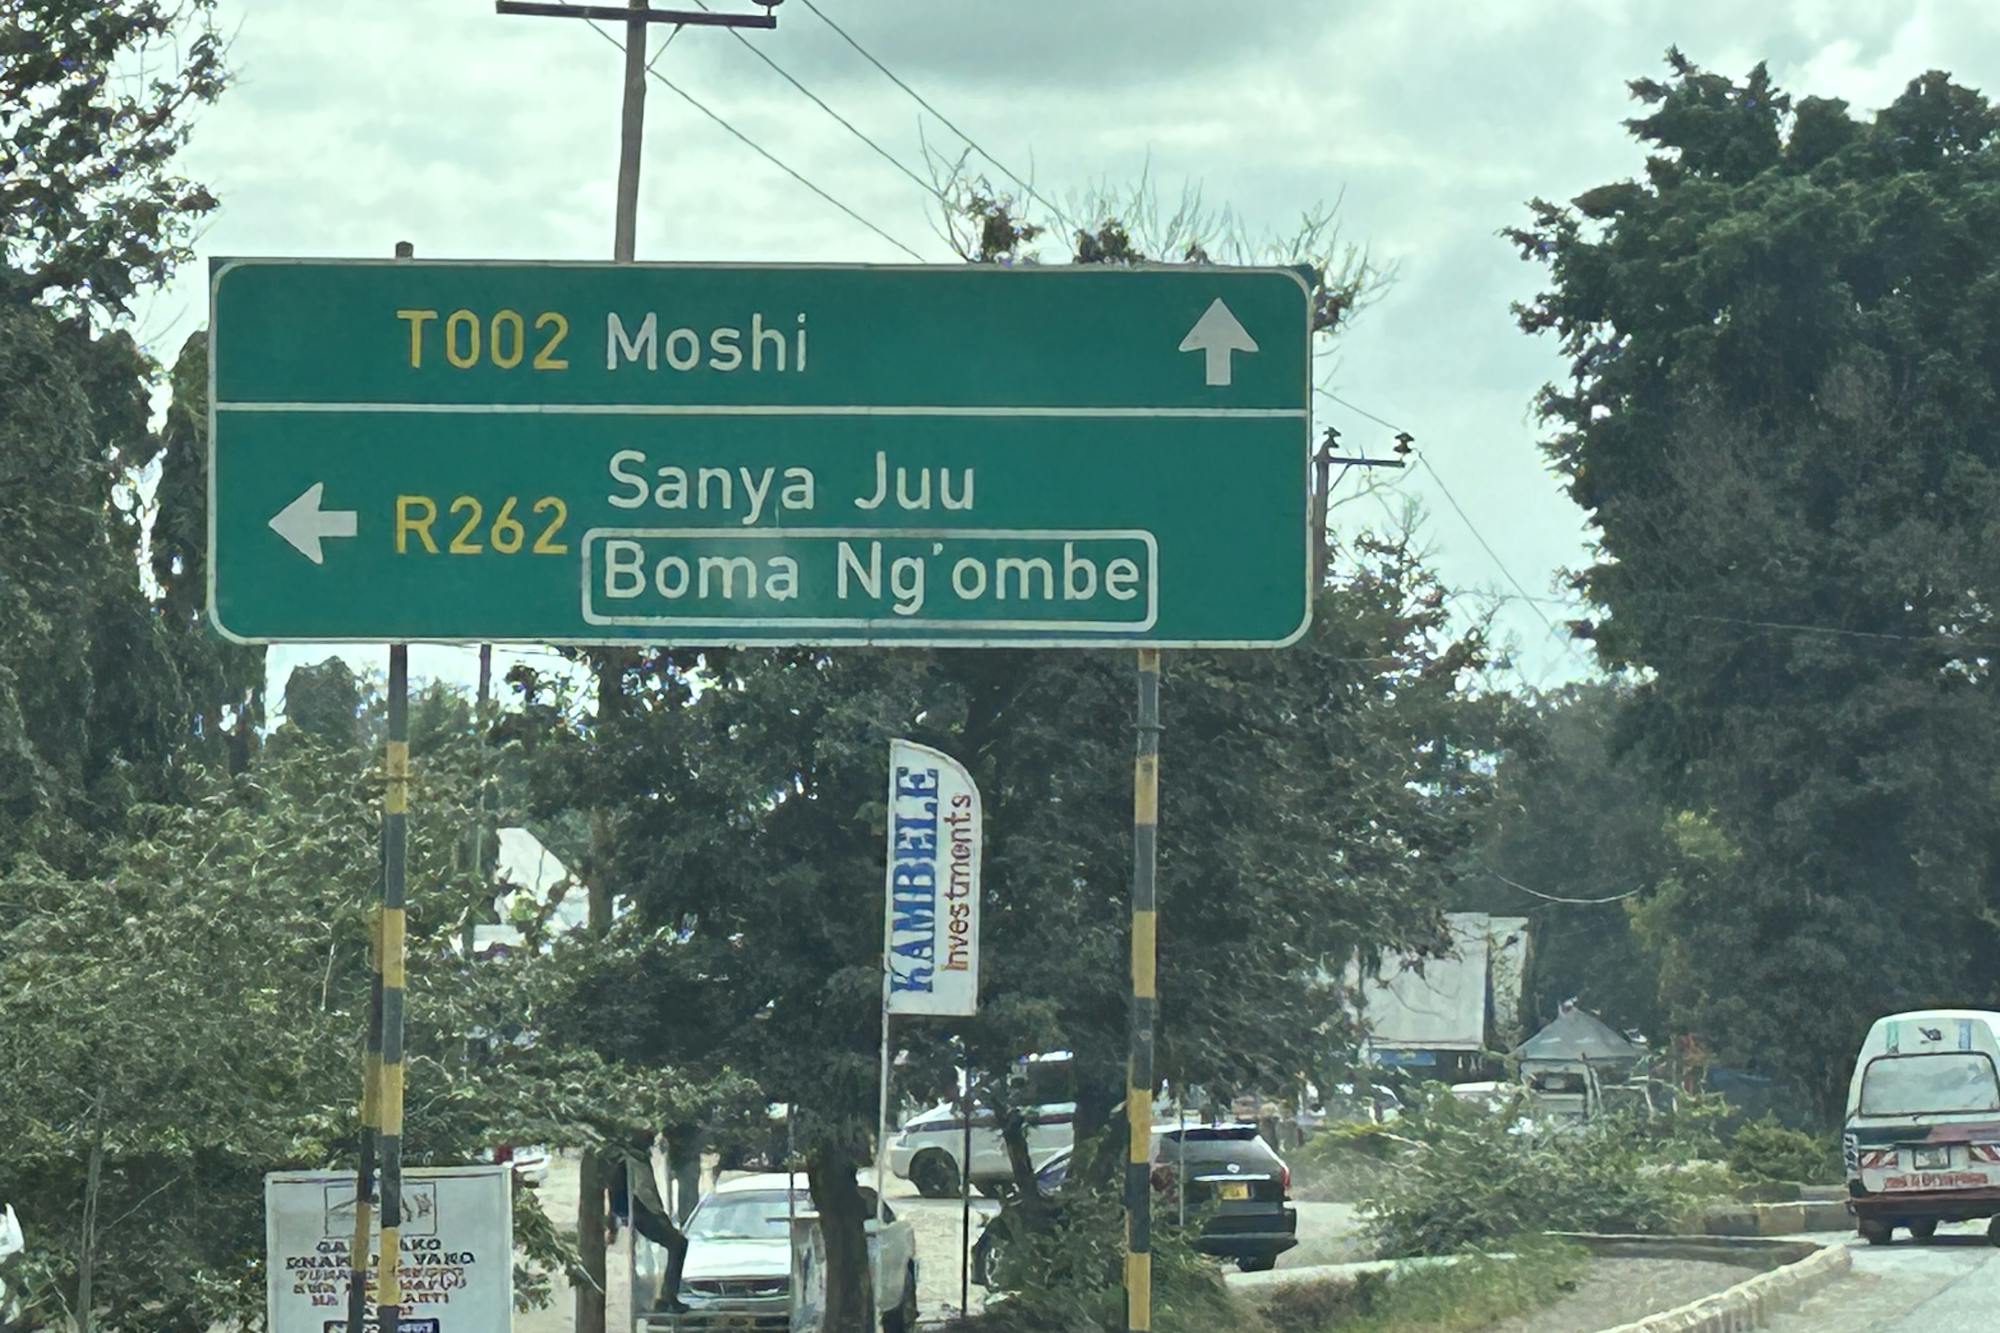 T002 Moshi
R262 Sanya Juu
Boma Ng'ombe
KAMBELE
Investments